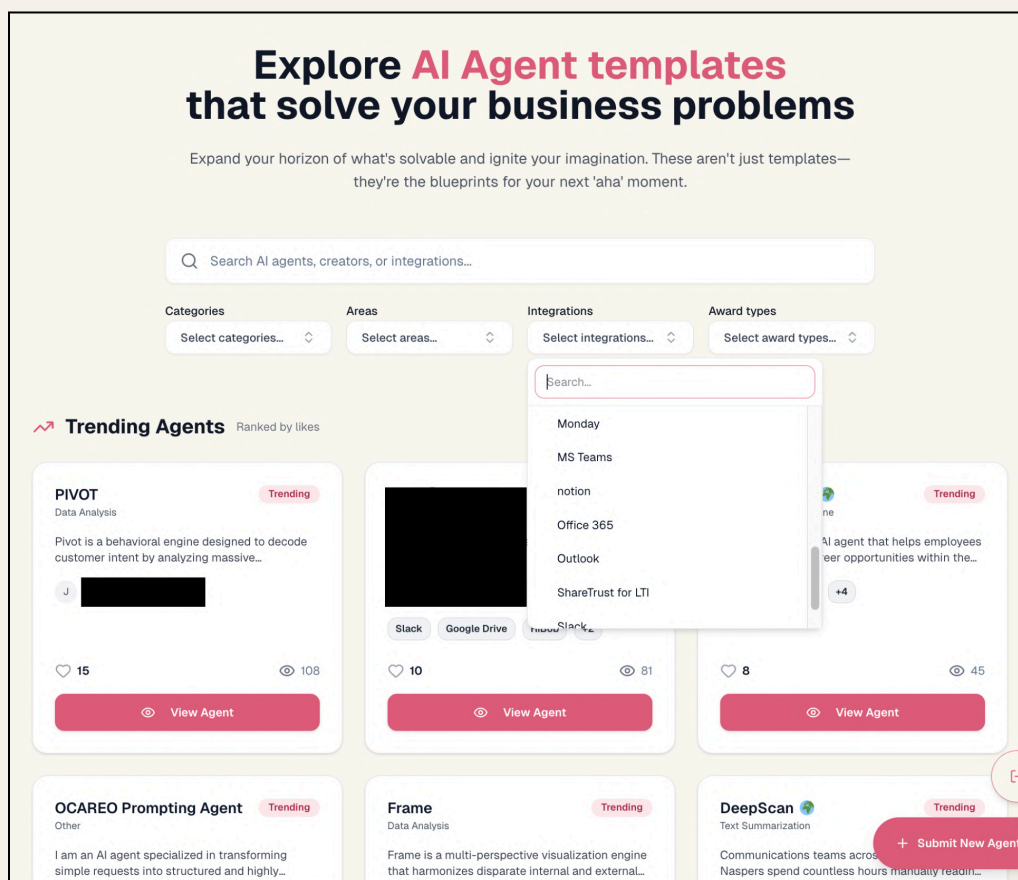 Explore AI Agent templates
that solve your business problems
Expand your horizon of what's solvable and ignite your imagination. These aren't just templates—
they're the blueprints for your next 'aha' moment.
Search AI agents, creators, or integrations...
Categories
Areas
Integrations
Award types
Select categories...
Select areas...
Select integrations...
Select award types...
Search...
Monday
MS Teams
notion
Office 365
Outlook
ShareTrust for LTI
Slack
Trending Agents
Ranked by likes
PIVOT
Trending
Data Analysis
Pivot is a behavioral engine designed to decode
customer intent by analyzing massive...
J
15
108
View Agent
Slack
Google Drive
HiBob
+2
10
81
View Agent
Trending
ne
AI agent that helps employees
eer opportunities within the...
+4
8
45
View Agent
OCAREO Prompting Agent
Trending
Other
I am an AI agent specialized in transforming
simple requests into structured and highly...
Frame
Trending
Data Analysis
Frame is a multi-perspective visualization engine
that harmonizes disparate internal and external...
DeepScan
Trending
Text Summarization
Communications teams acros
Naspers spend countless hours manually readin...
+ Submit New Agent